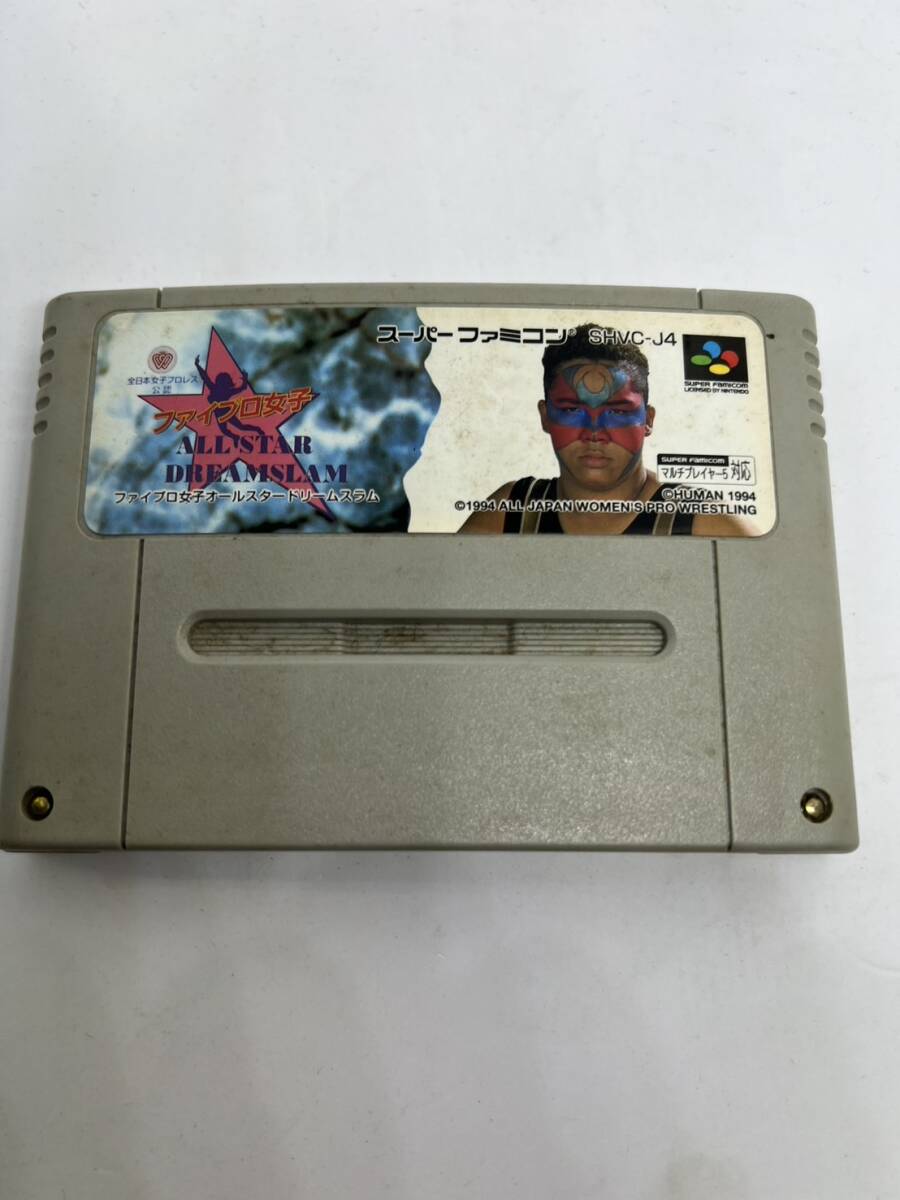 スーパーファミコン® SHVC-J4
SUPER FAMICOM
LICENSED BY NINTENDO
全日本女子プロレス
公認
ファイプロ女子
ALL STAR
DREAMSLAM
ファイプロ女子オールスタードリームスラム
SUPER FAMICOM
マルチプレイヤー5 対応
©HUMAN 1994
©1994 ALL JAPAN WOMEN'S PRO WRESTLING